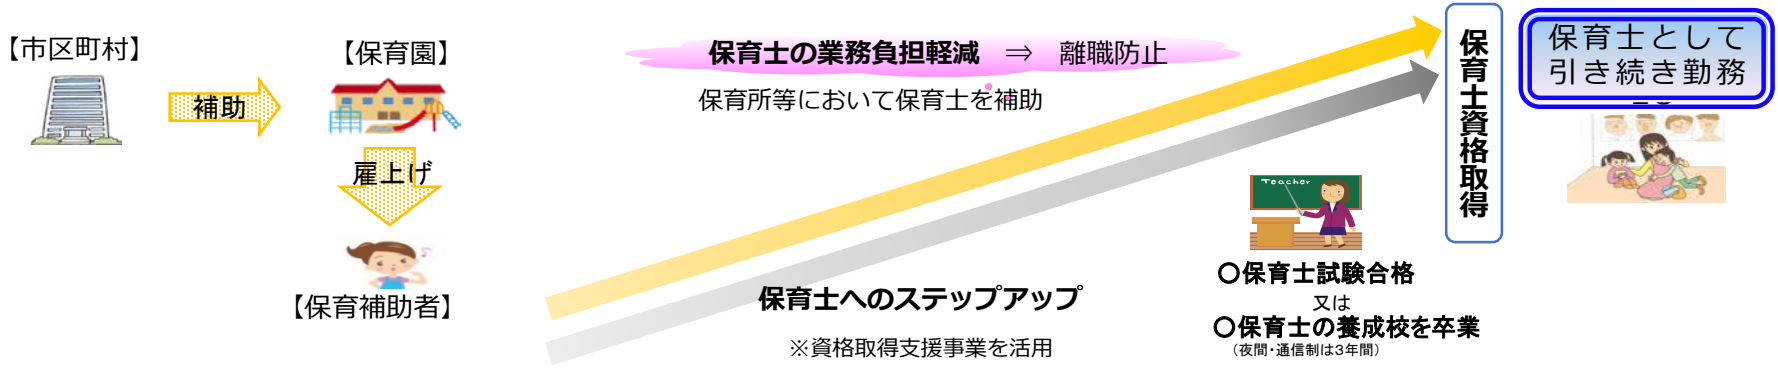 【市区町村】
補助
【保育園】
雇上げ
【保育補助者】
保育士の業務負担軽減　⇒　離職防止
保育所等において保育士を補助
保育士へのステップアップ
※資格取得支援事業を活用
Teacher
○保育士試験合格
又は
○保育士の養成校を卒業
（夜間・通信制は3年間）
保育士資格取得
保育士として
引き続き勤務